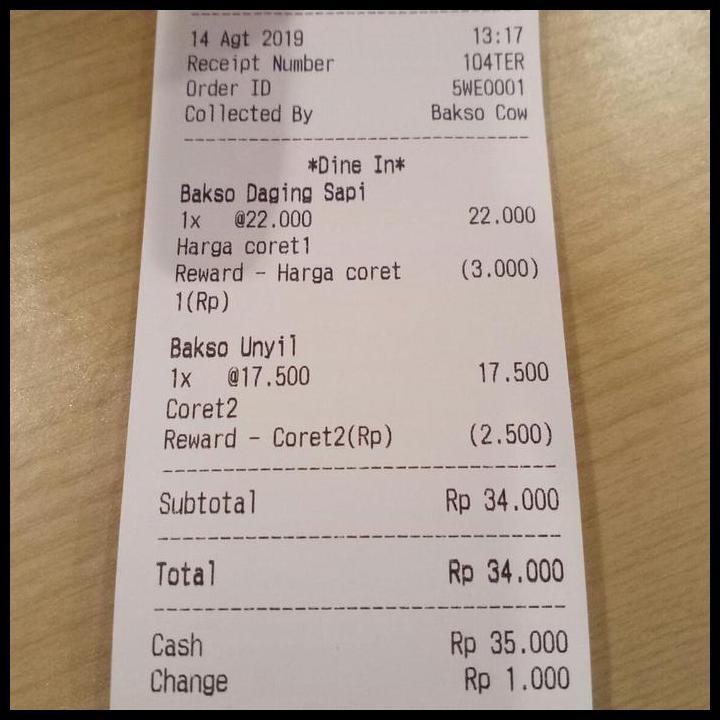 14 Agt 2019 13:17
Receipt Number 104TER
Order ID 5WE0001
Collected By Bakso Cow
*Dine In*
Bakso Daging Sapi
1x @22.000 22.000
Harga coret1
Reward - Harga coret (3.000)
1(Rp)
Bakso Unyil
1x @17.500 17.500
Coret2
Reward - Coret2(Rp) (2.500)
Subtotal Rp 34.000
Total Rp 34.000
Cash Rp 35.000
Change Rp 1.000